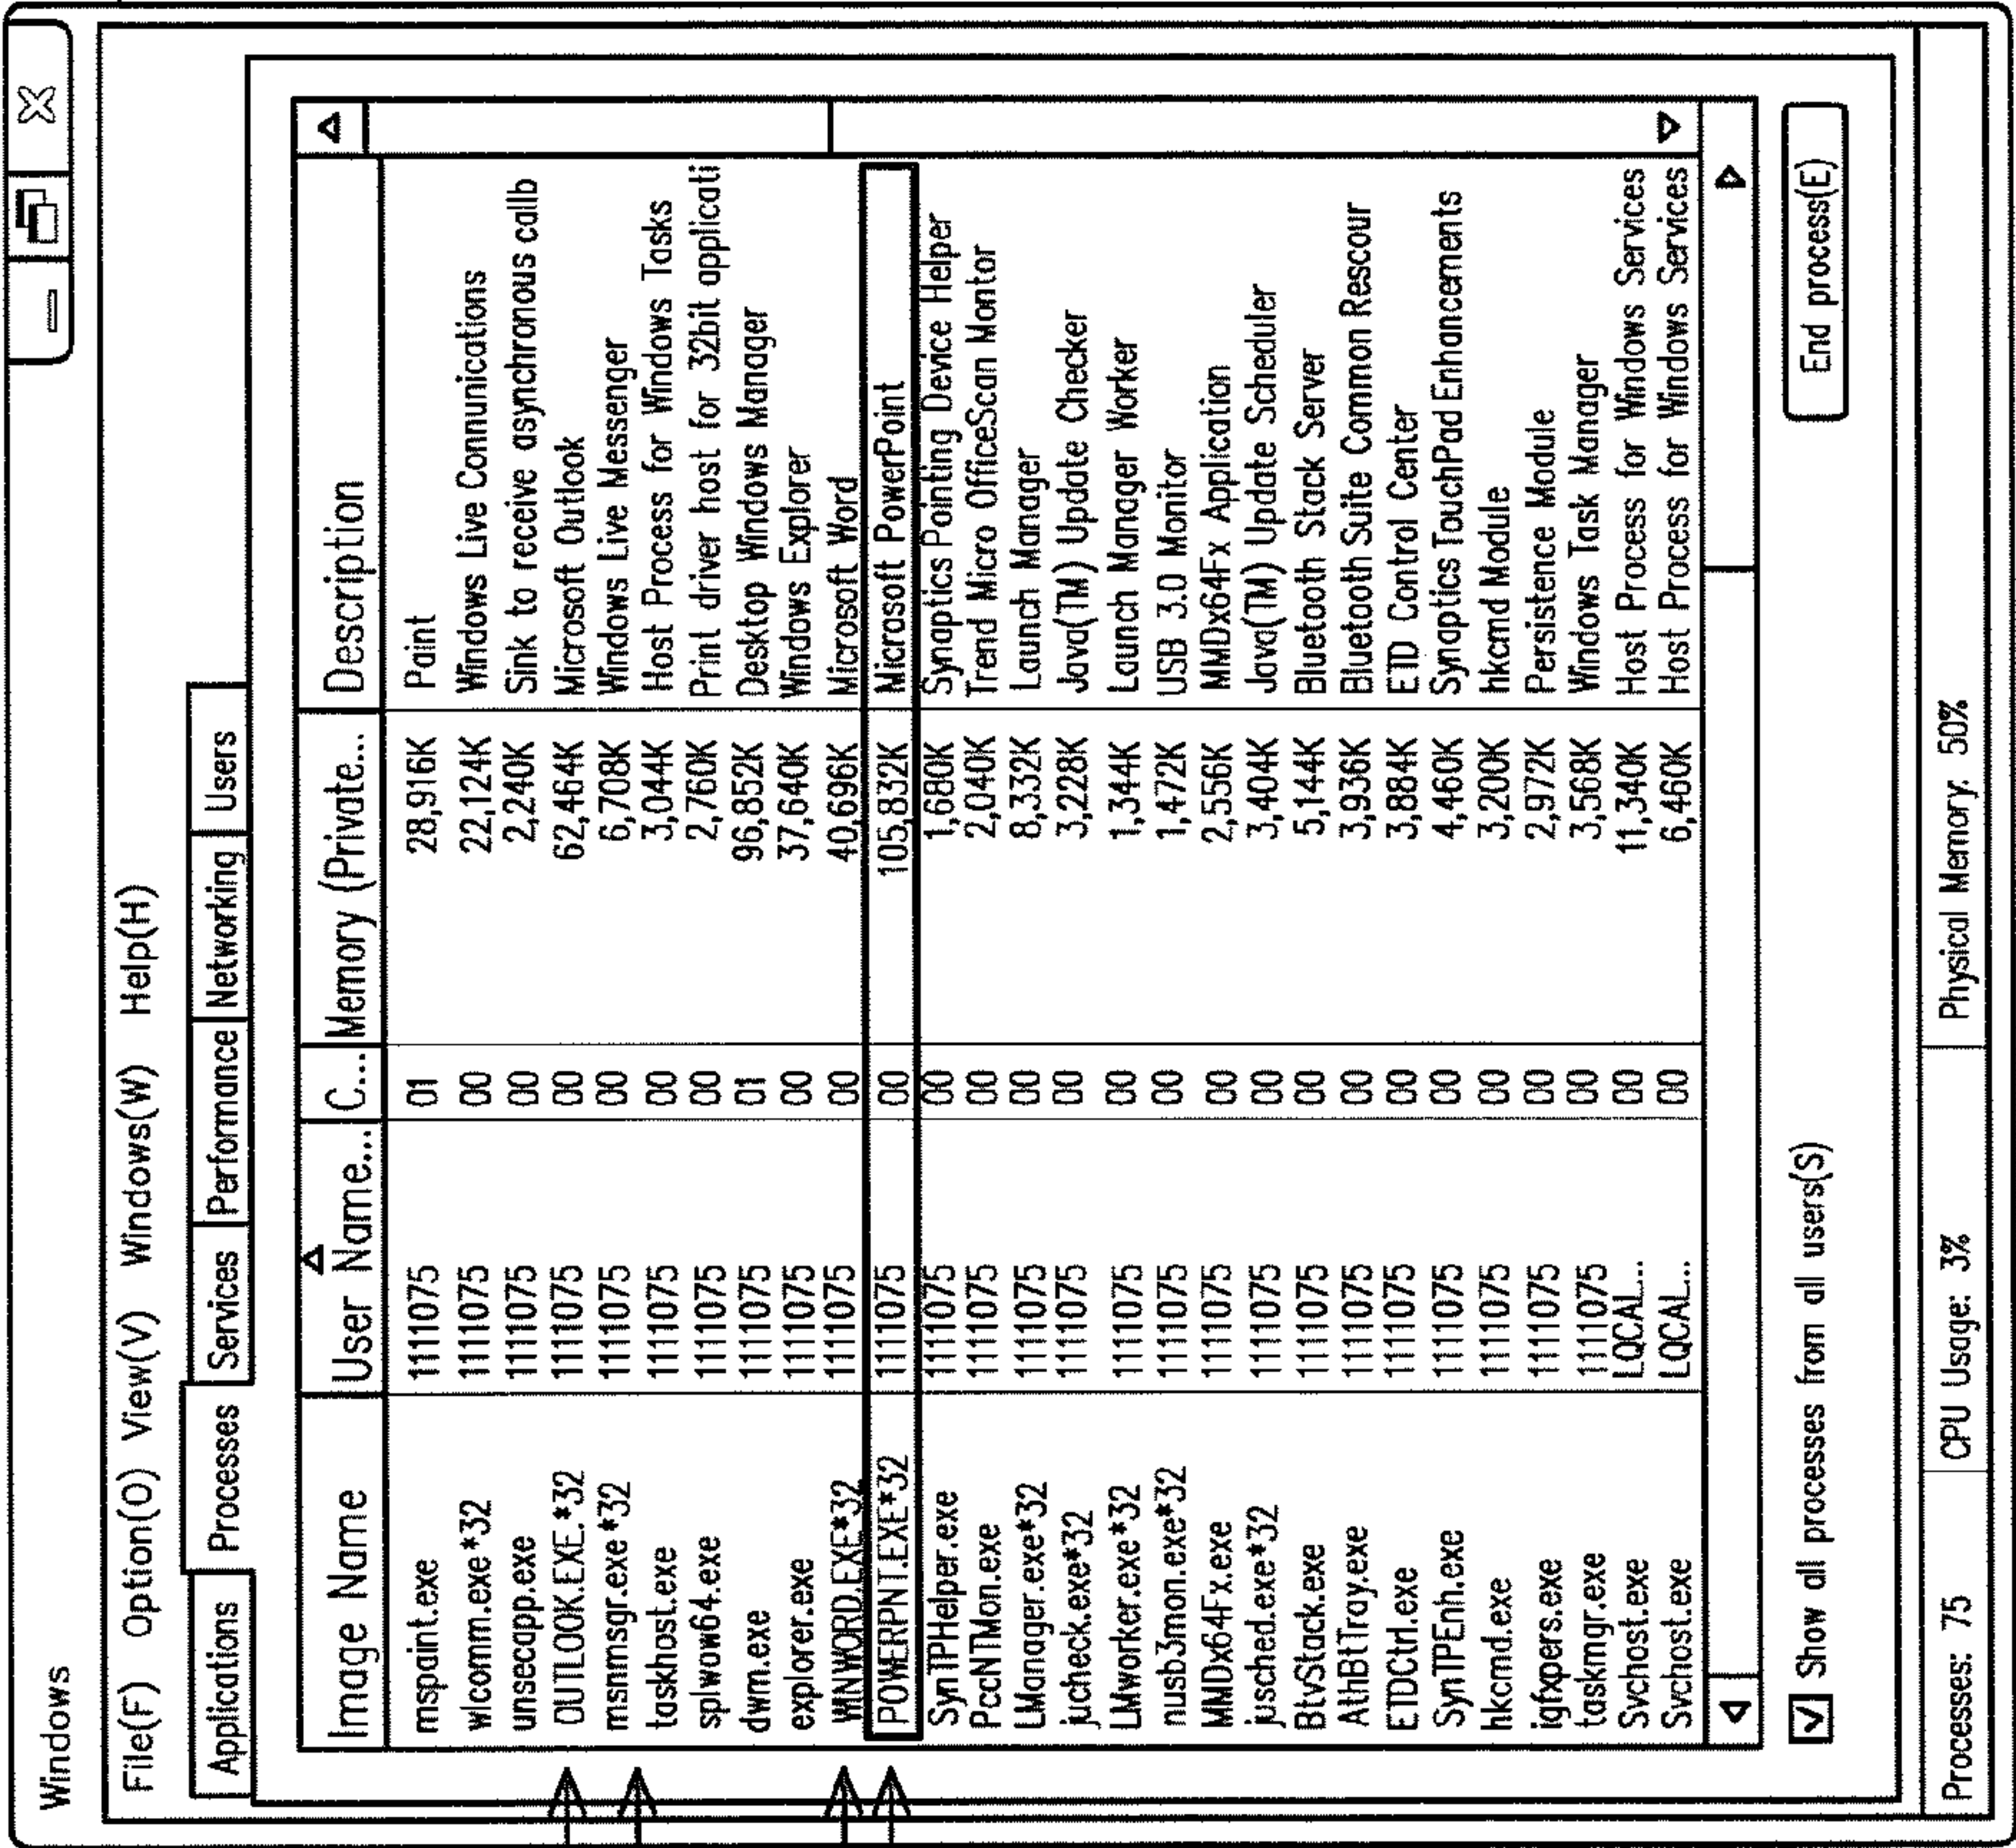 Windows
File(F) Option(O) View(V) Windows(W) Help(H)
Applications Processes Services Performance Networking Users
Image Name User Name... C... Memory (Private... Description
mspaint.exe 1111075 01 28,916K Paint
wlcomm.exe*32 1111075 00 22,124K Windows Live Connunications
unsecapp.exe 1111075 00 2,240K Sink to receive asynchronous callb
OUTLOOK.EXE.*32 1111075 00 62,464K Microsoft Outlook
msnmsgr.exe*32 1111075 00 6,708K Windows Live Messenger
taskhost.exe 1111075 00 3,044K Host Process for Windows Tasks
splwow64.exe 1111075 00 2,760K Print driver host for 32bit applicati
dwm.exe 1111075 01 96,852K Desktop Windows Manager
explorer.exe 1111075 00 37,640K Windows Explorer
WINWORD.EXE*32 1111075 00 40,696K Microsoft Word
POWERPNT.EXE*32 1111075 00 105,832K Microsoft PowerPoint
SynTPHelper.exe 1111075 00 1,680K Synaptics Pointing Device Helper
PccNTMon.exe 1111075 00 2,040K Trend Micro OfficeScan Montor
LManager.exe*32 1111075 00 8,332K Launch Manager
jucheck.exe*32 1111075 00 3,228K Java(TM) Update Checker
LMworker.exe*32 1111075 00 1,344K Launch Manager Worker
nusb3mon.exe*32 1111075 00 1,472K USB 3.0 Monitor
MMDx64Fx.exe 1111075 00 2,556K MMDx64Fx Application
jusched.exe*32 1111075 00 3,404K Java(TM) Update Scheduler
BtvStack.exe 1111075 00 5,144K Bluetooth Stack Server
AthBtTray.exe 1111075 00 3,936K Bluetooth Suite Common Rescour
ETDCtrl.exe 1111075 00 3,884K ETD Control Center
SynTPEnh.exe 1111075 00 4,460K Synaptics TouchPad Enhancements
hkcmd.exe 1111075 00 3,200K hkcmd Module
igfxpers.exe 1111075 00 2,972K Persistence Module
taskmgr.exe 1111075 00 3,568K Windows Task Manager
Svchost.exe LQCAL... 00 11,340K Host Process for Windows Services
Svchost.exe LQCAL... 00 6,460K Host Process for Windows Services
Show all processes from all users(S) End process(E)
Processes: 75 CPU Usage: 3% Physical Memory. 50%